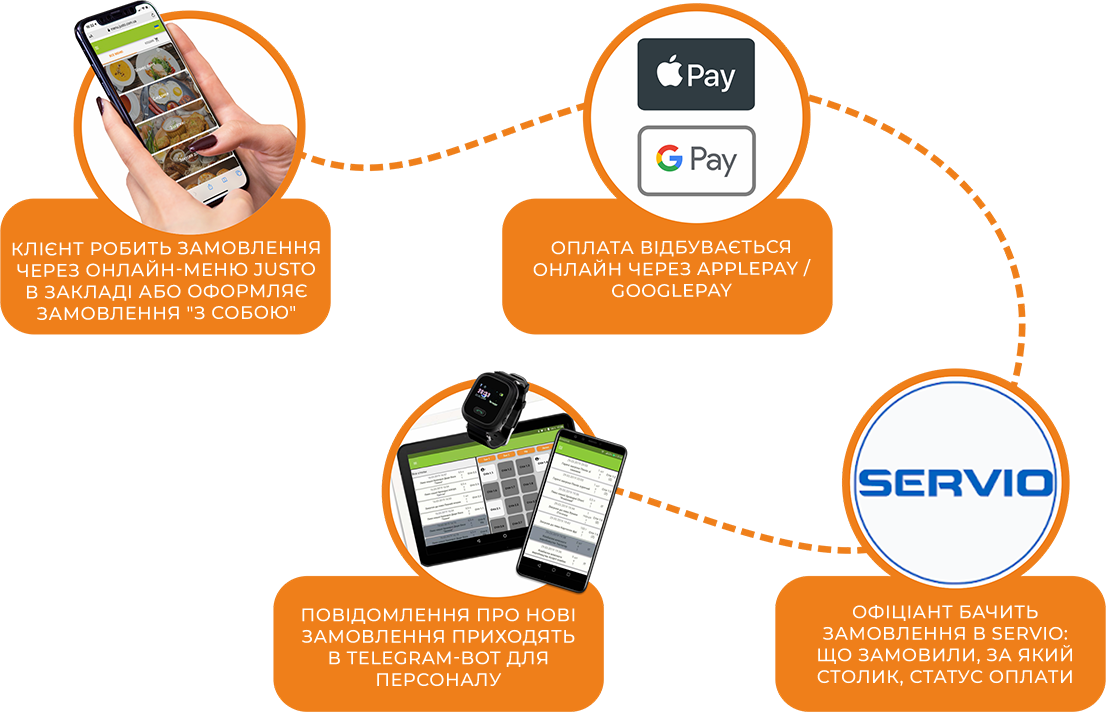 КЛІЄНТ РОБИТЬ ЗАМОВЛЕННЯ
ЧЕРЕЗ ОНЛАЙН-МЕНЮ JUSTO
В ЗАКЛАДІ АБО ОФОРМЛЯЄ
ЗАМОВЛЕННЯ "З СОБОЮ"
Pay
G Pay
ОПЛАТА ВІДБУВАЄТЬСЯ
ОНЛАЙН ЧЕРЕЗ APPLEPAY /
GOOGLEPAY
SERVIO
ОФІЦІАНТ БАЧИТЬ
ЗАМОВЛЕННЯ В SERVIO:
ЩО ЗАМОВИЛИ, ЗА ЯКИЙ
СТОЛИК, СТАТУС ОПЛАТИ
ПОВІДОМЛЕННЯ ПРО НОВІ
ЗАМОВЛЕННЯ ПРИХОДЯТЬ
В TELEGRAM-BOT ДЛЯ
ПЕРСОНАЛУ